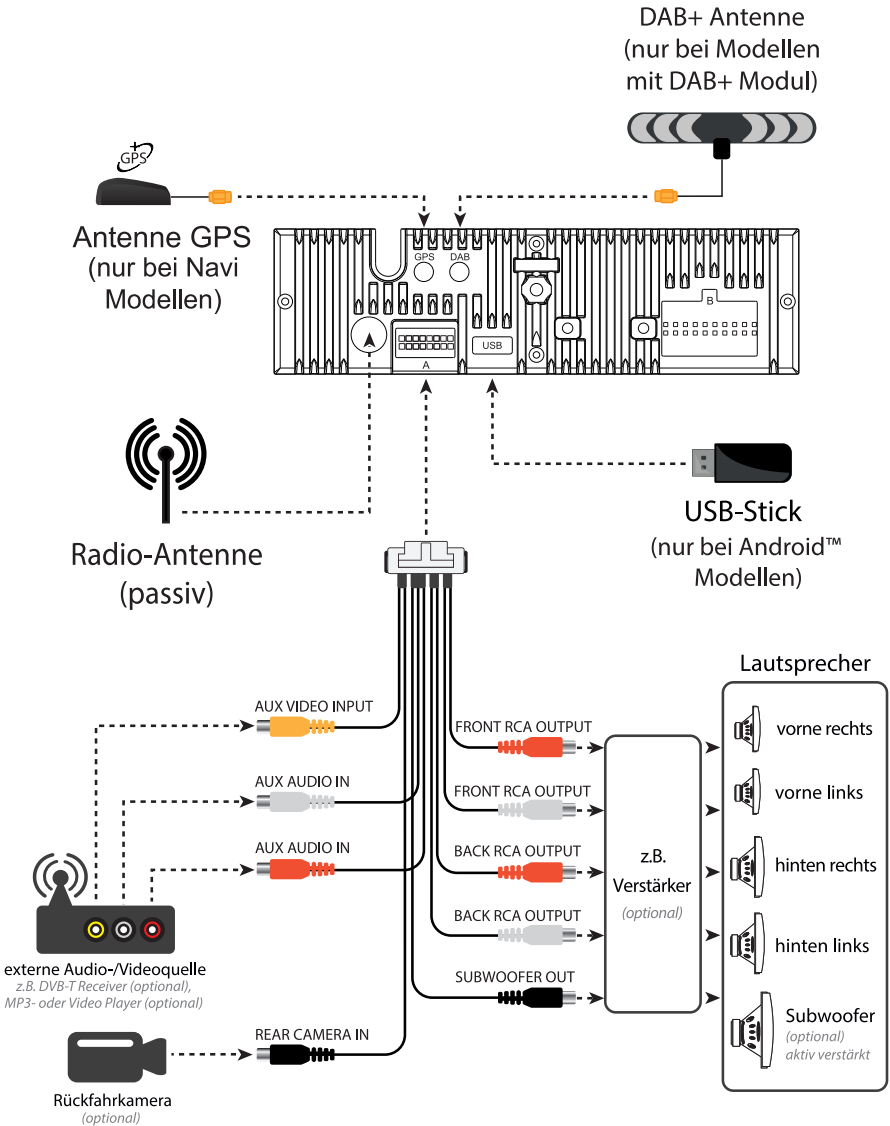 DAB+ Antenne
(nur bei Modellen
mit DAB+ Modul)
GPS
Antenne GPS
(nur bei Navi
Modellen)
GPS
DAB
B
USB
A
Radio-Antenne
(passiv)
USB-Stick
(nur bei Android™
Modellen)
Lautsprecher
AUX VIDEO INPUT
AUX AUDIO IN
AUX AUDIO IN
externe Audio-/Videoquelle
z.B. DVB-T Receiver (optional),
MP3- oder Video Player (optional)
REAR CAMERA IN
Rückfahrkamera
(optional)
FRONT RCA OUTPUT
FRONT RCA OUTPUT
BACK RCA OUTPUT
BACK RCA OUTPUT
SUBWOOFER OUT
z.B.
Verstärker
(optional)
vorne rechts
vorne links
hinten rechts
hinten links
Subwoofer
(optional)
aktiv verstärkt